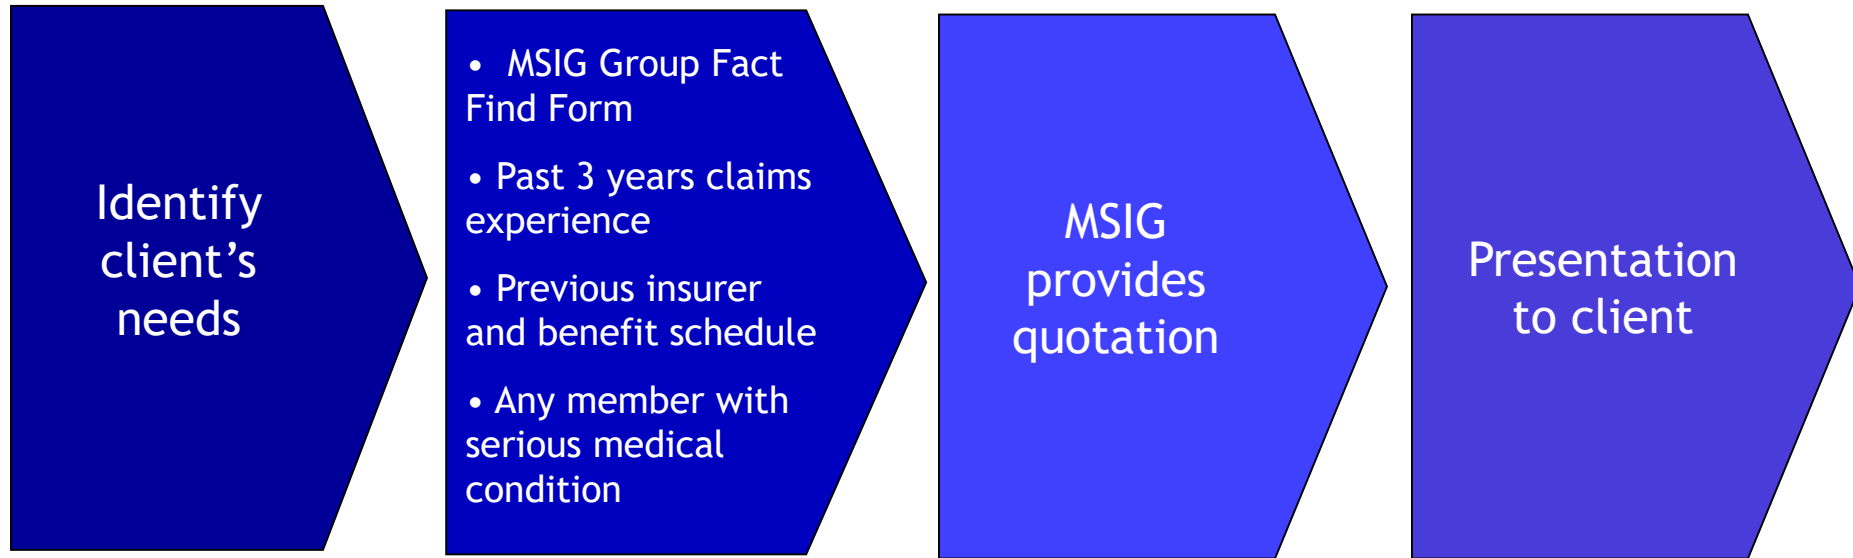 Identify
client’s
needs
• MSIG Group Fact
Find Form
• Past 3 years claims
experience
• Previous insurer
and benefit schedule
• Any member with
serious medical
condition
MSIG
provides
quotation
Presentation
to client